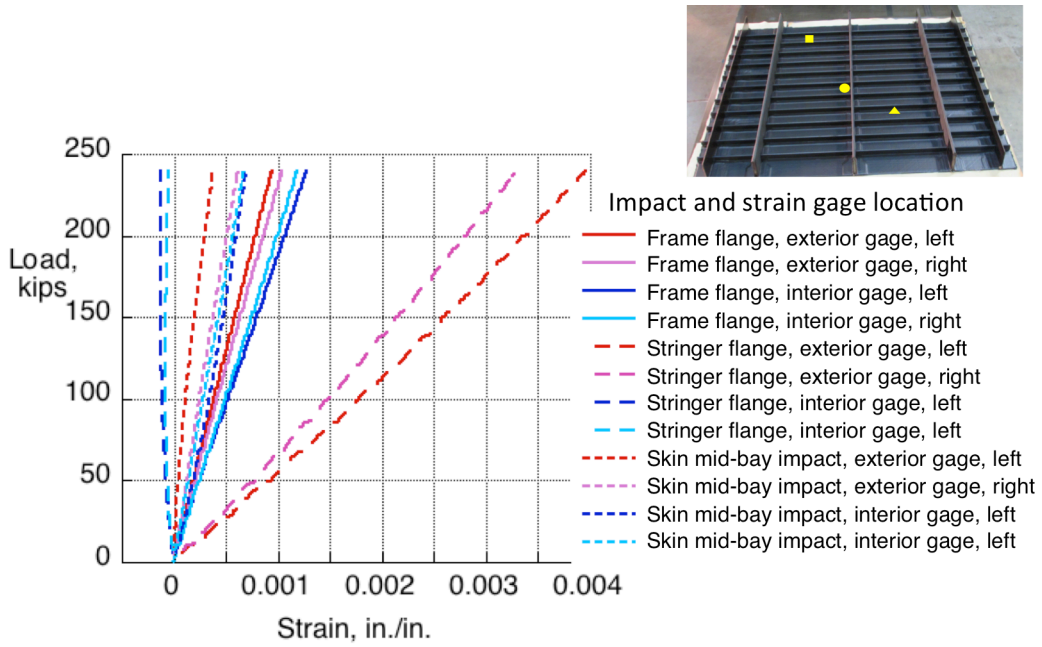 250
200
150
100
50
0
Load,
kips
0
0.001
0.002
0.003
0.004
Strain, in./in.
Impact and strain gage location
Frame flange, exterior gage, left
Frame flange, exterior gage, right
Frame flange, interior gage, left
Frame flange, interior gage, right
Stringer flange, exterior gage, left
Stringer flange, exterior gage, right
Stringer flange, interior gage, left
Stringer flange, interior gage, left
Skin mid-bay impact, exterior gage, left
Skin mid-bay impact, exterior gage, right
Skin mid-bay impact, interior gage, left
Skin mid-bay impact, interior gage, left